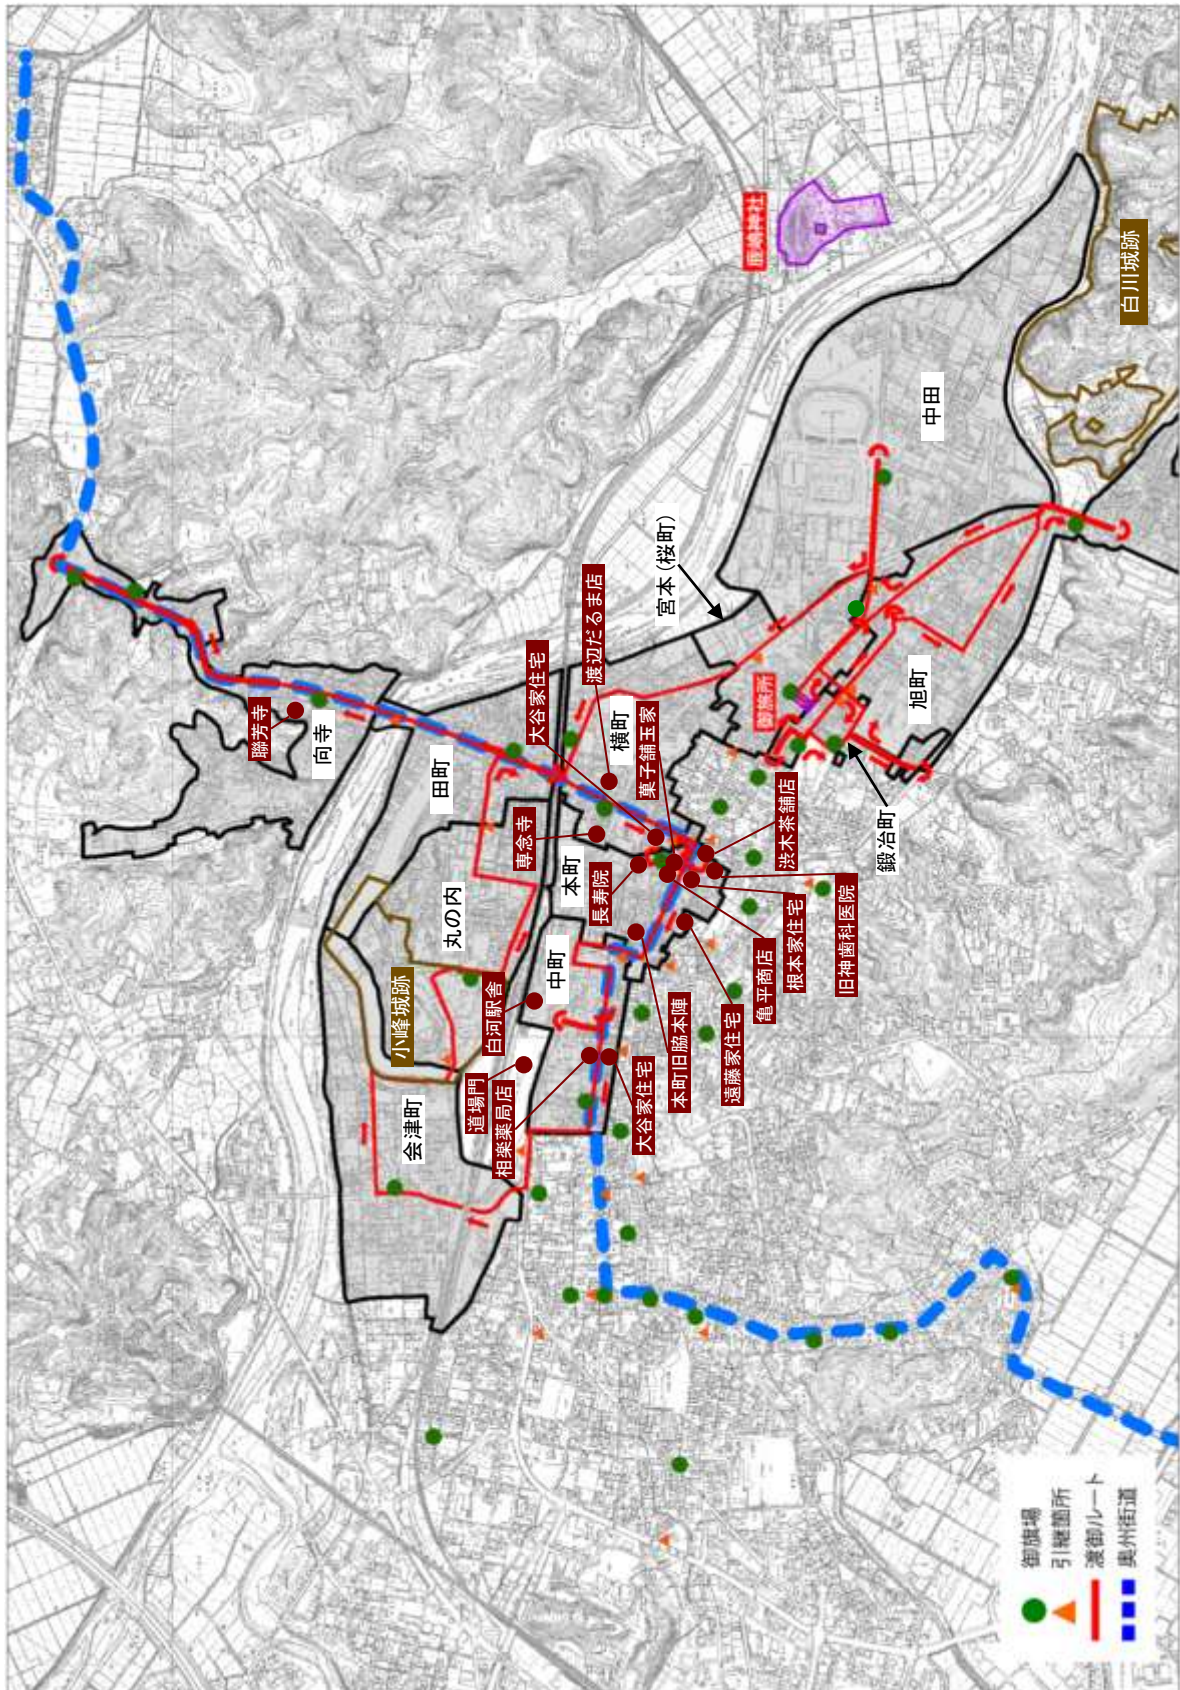 鹿嶋神社
白川城跡
中田
宮本(桜町)
渡辺だるま店
大谷家住宅
御旅所
旭町
横町
菓子舗玉家
聯芳寺
向寺
田町
専念寺
渋木茶舗店
鍛冶町
本町
長寿院
丸の内
旧神歯科医院
根本家住宅
亀平商店
中町
小峰城跡
白河駅舎
本町旧脇本陣
遠藤家住宅
道場門
会津町
相楽薬局店
大谷家住宅
御旗場
引継箇所
渡御ルート
奥州街道